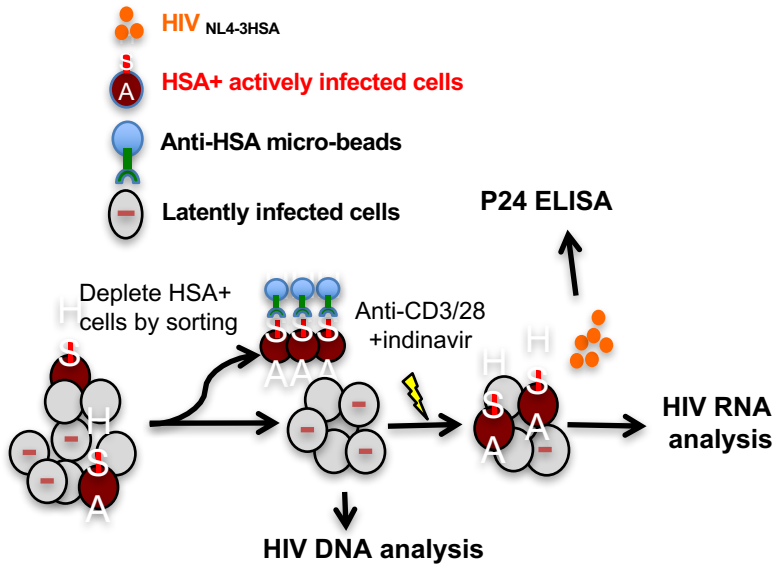 HIV NL4-3HSA
S
A
HSA+ actively infected cells
Anti-HSA micro-beads
Latently infected cells
P24 ELISA
Deplete HSA+
cells by sorting
Anti-CD3/28
+indinavir
H
S
H
S
A
H H H
S S S
A A A
H
S
A
H
S
A
HIV RNA
analysis
HIV DNA analysis